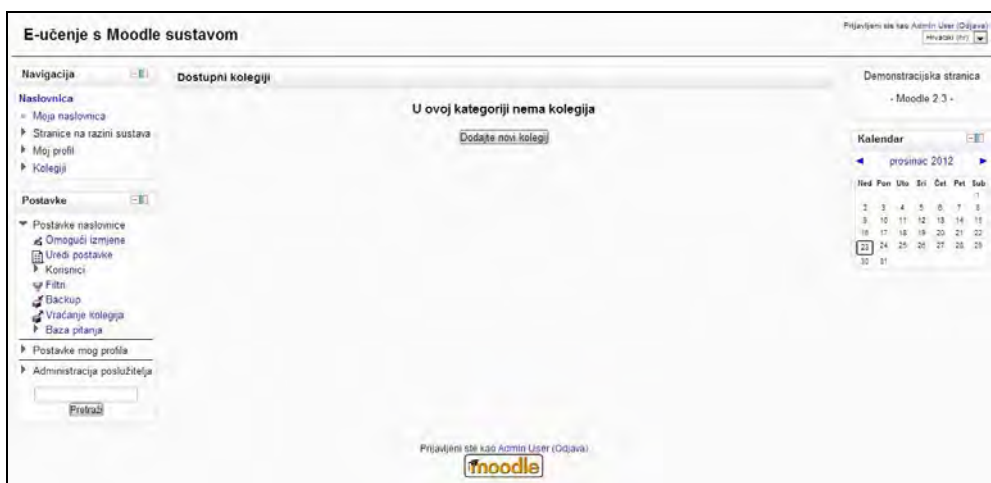 E-učenje s Moodle sustavom
Prijavljeni ste kao Admin User (Odjava)
Hrvatski (hr)
Navigacija
Naslovnica
Moja naslovnica
Stranice na razini sustava
Moj profil
Kolegiji
Postavke
Postavke naslovnice
Omogući izmjene
Uredi postavke
Korisnici
Filtri
Backup
Vraćanje kolegija
Baza pitanja
Postavke mog profila
Administracija poslužitelja
Pretraži
Dostupni kolegiji
U ovoj kategoriji nema kolegija
Dodajte novi kolegij
Demonstracijska stranica
- Moodle 2.3 -
Kalendar
◄ prosinac 2012 ►
Ned Pon Uto Sri Čet Pet Sub
1
2 3 4 5 6 7 8
9 10 11 12 13 14 15
16 17 18 19 20 21 22
23 24 25 26 27 28 29
30 31
Prijavljeni ste kao Admin User (Odjava)
moodle